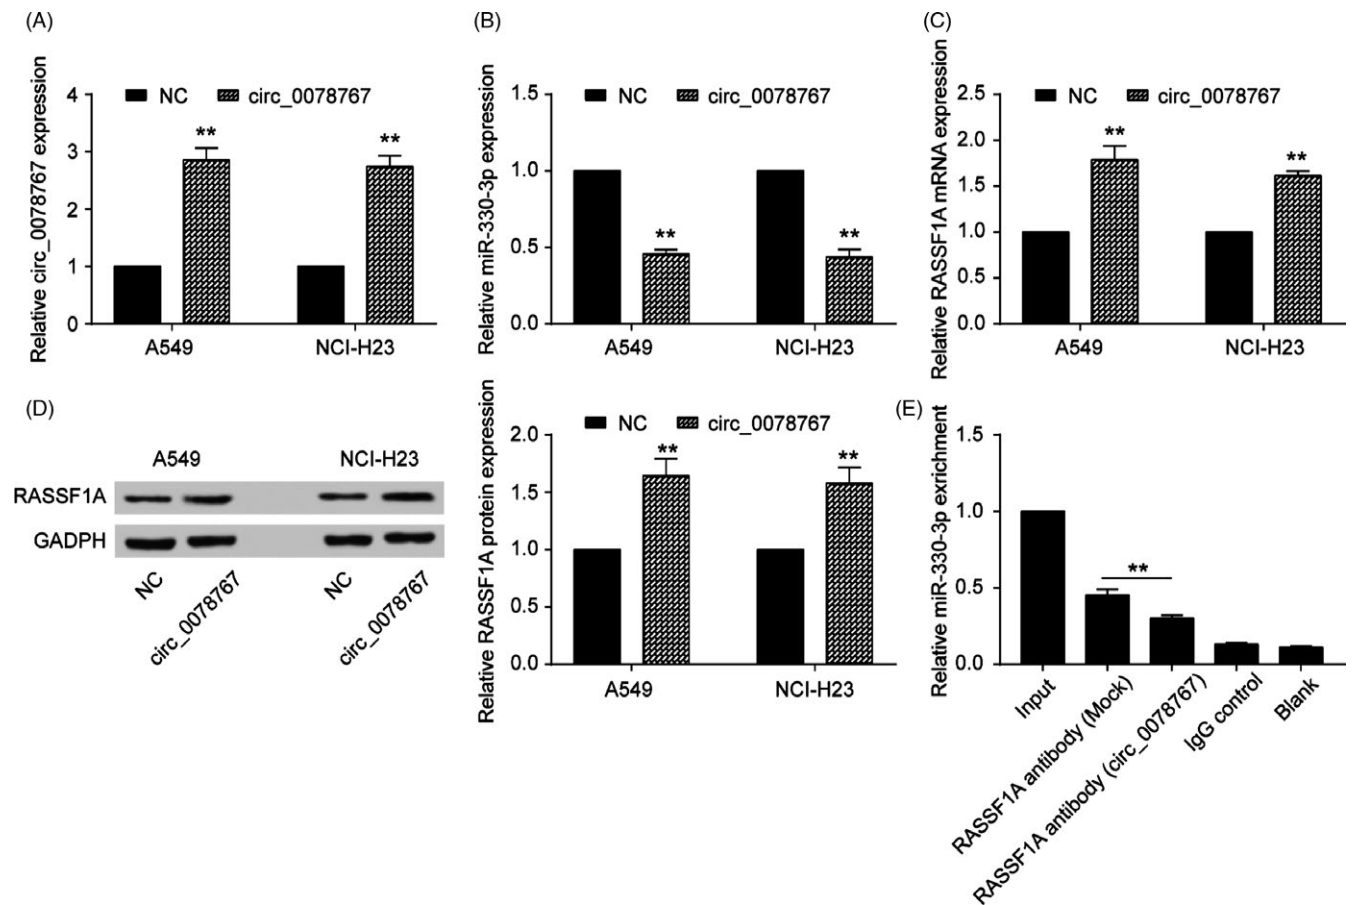 (A)
Relative circ_0078767 expression
NC circ_0078767
4
3
2
1
0
** **
A549 NCI-H23
(B)
Relative miR-330-3p expression
NC circ_0078767
1.5
1.0
0.5
0.0
** **
A549 NCI-H23
(C)
Relative RASSF1A mRNA expression
NC circ_0078767
2.5
2.0
1.5
1.0
0.5
0.0
** **
A549 NCI-H23
(D)
A549 NCI-H23
RASSF1A
GADPH
NC circ_0078767 NC circ_0078767
Relative RASSF1A protein expression
NC circ_0078767
2.0
1.5
1.0
0.5
0.0
** **
A549 NCI-H23
(E)
Relative miR-330-3p exrichment
1.5
1.0
0.5
0.0
**
Input
RASSF1A antibody (Mock)
RASSF1A antibody (circ_0078767)
IgG control
Blank